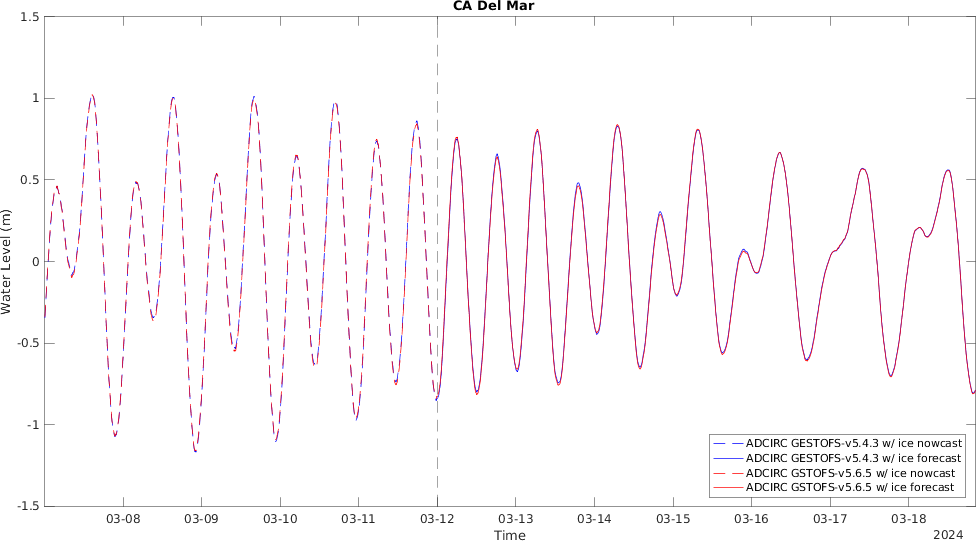 CA Del Mar
1.5
1
0.5
0
-0.5
-1
-1.5
Water Level (m)
03-08 03-09 03-10 03-11 03-12 03-13 03-14 03-15 03-16 03-17 03-18
Time
2024
ADCIRC GESTOFS-v5.4.3 w/ ice nowcast
ADCIRC GESTOFS-v5.4.3 w/ ice forecast
ADCIRC GSTOFS-v5.6.5 w/ ice nowcast
ADCIRC GSTOFS-v5.6.5 w/ ice forecast